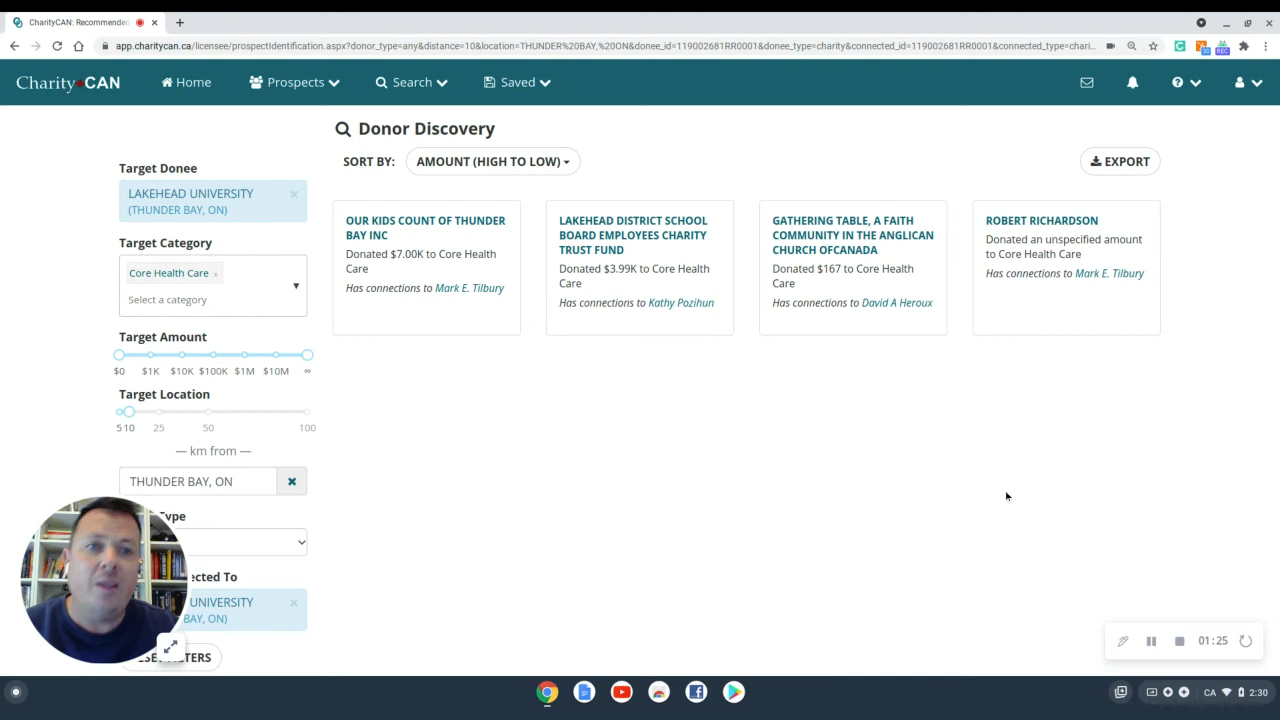 CharityCAN: Recommended
app.charitycan.ca/licensee/prospectIdentification.aspx?donor_type=any&distance=10&location=THUNDER%20BAY,%20ON&donee_id=119002681RR0001&donee_type=charity&connected_id=119002681RR0001&connected_type=chari...
CharityCAN
Home
Prospects
Search
Saved
Donor Discovery
SORT BY:
AMOUNT (HIGH TO LOW)
EXPORT
Target Donee
LAKEHEAD UNIVERSITY
(THUNDER BAY, ON)
Target Category
Core Health Care x
Select a category
Target Amount
$0 $1K $10K $100K $1M $10M ∞
Target Location
5 10 25 50 100
— km from —
THUNDER BAY, ON
Type
ected To
UNIVERSITY
BAY, ON)
FILTERS
OUR KIDS COUNT OF THUNDER
BAY INC
Donated $7.00K to Core Health
Care
Has connections to Mark E. Tilbury
LAKEHEAD DISTRICT SCHOOL
BOARD EMPLOYEES CHARITY
TRUST FUND
Donated $3.99K to Core Health
Care
Has connections to Kathy Pozihun
GATHERING TABLE, A FAITH
COMMUNITY IN THE ANGLICAN
CHURCH OFCANADA
Donated $167 to Core Health
Care
Has connections to David A Heroux
ROBERT RICHARDSON
Donated an unspecified amount
to Core Health Care
Has connections to Mark E. Tilbury
01:25
CA
2:30